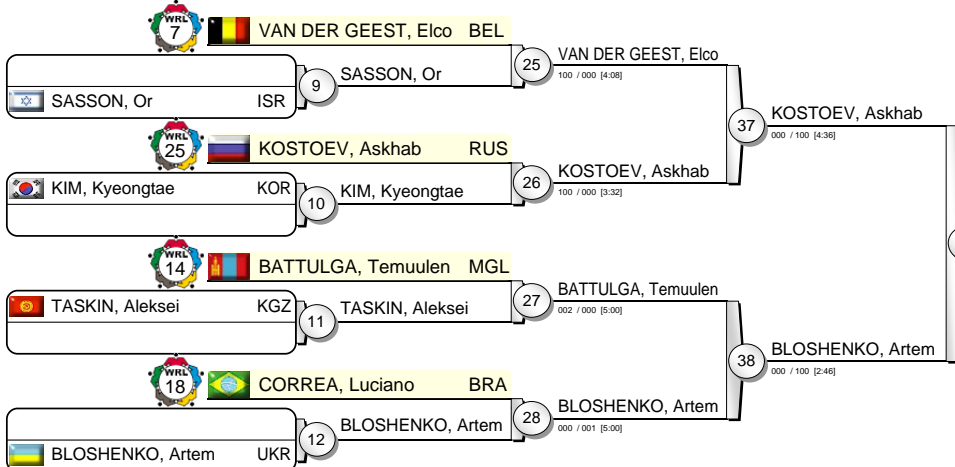 WRL 7 VAN DER GEEST, Elco BEL
SASSON, Or ISR
9 SASSON, Or
25 VAN DER GEEST, Elco
100 / 000 [4:08]
WRL 25 KOSTOEV, Askhab RUS
KIM, Kyeongtae KOR
10 KIM, Kyeongtae
26 KOSTOEV, Askhab
100 / 000 [3:32]
37 KOSTOEV, Askhab
000 / 100 [4:36]
WRL 14 BATTULGA, Temuulen MGL
TASKIN, Aleksei KGZ
11 TASKIN, Aleksei
27 BATTULGA, Temuulen
002 / 000 [5:00]
WRL 18 CORREA, Luciano BRA
BLOSHENKO, Artem UKR
12 BLOSHENKO, Artem
28 BLOSHENKO, Artem
000 / 001 [5:00]
38 BLOSHENKO, Artem
000 / 100 [2:46]